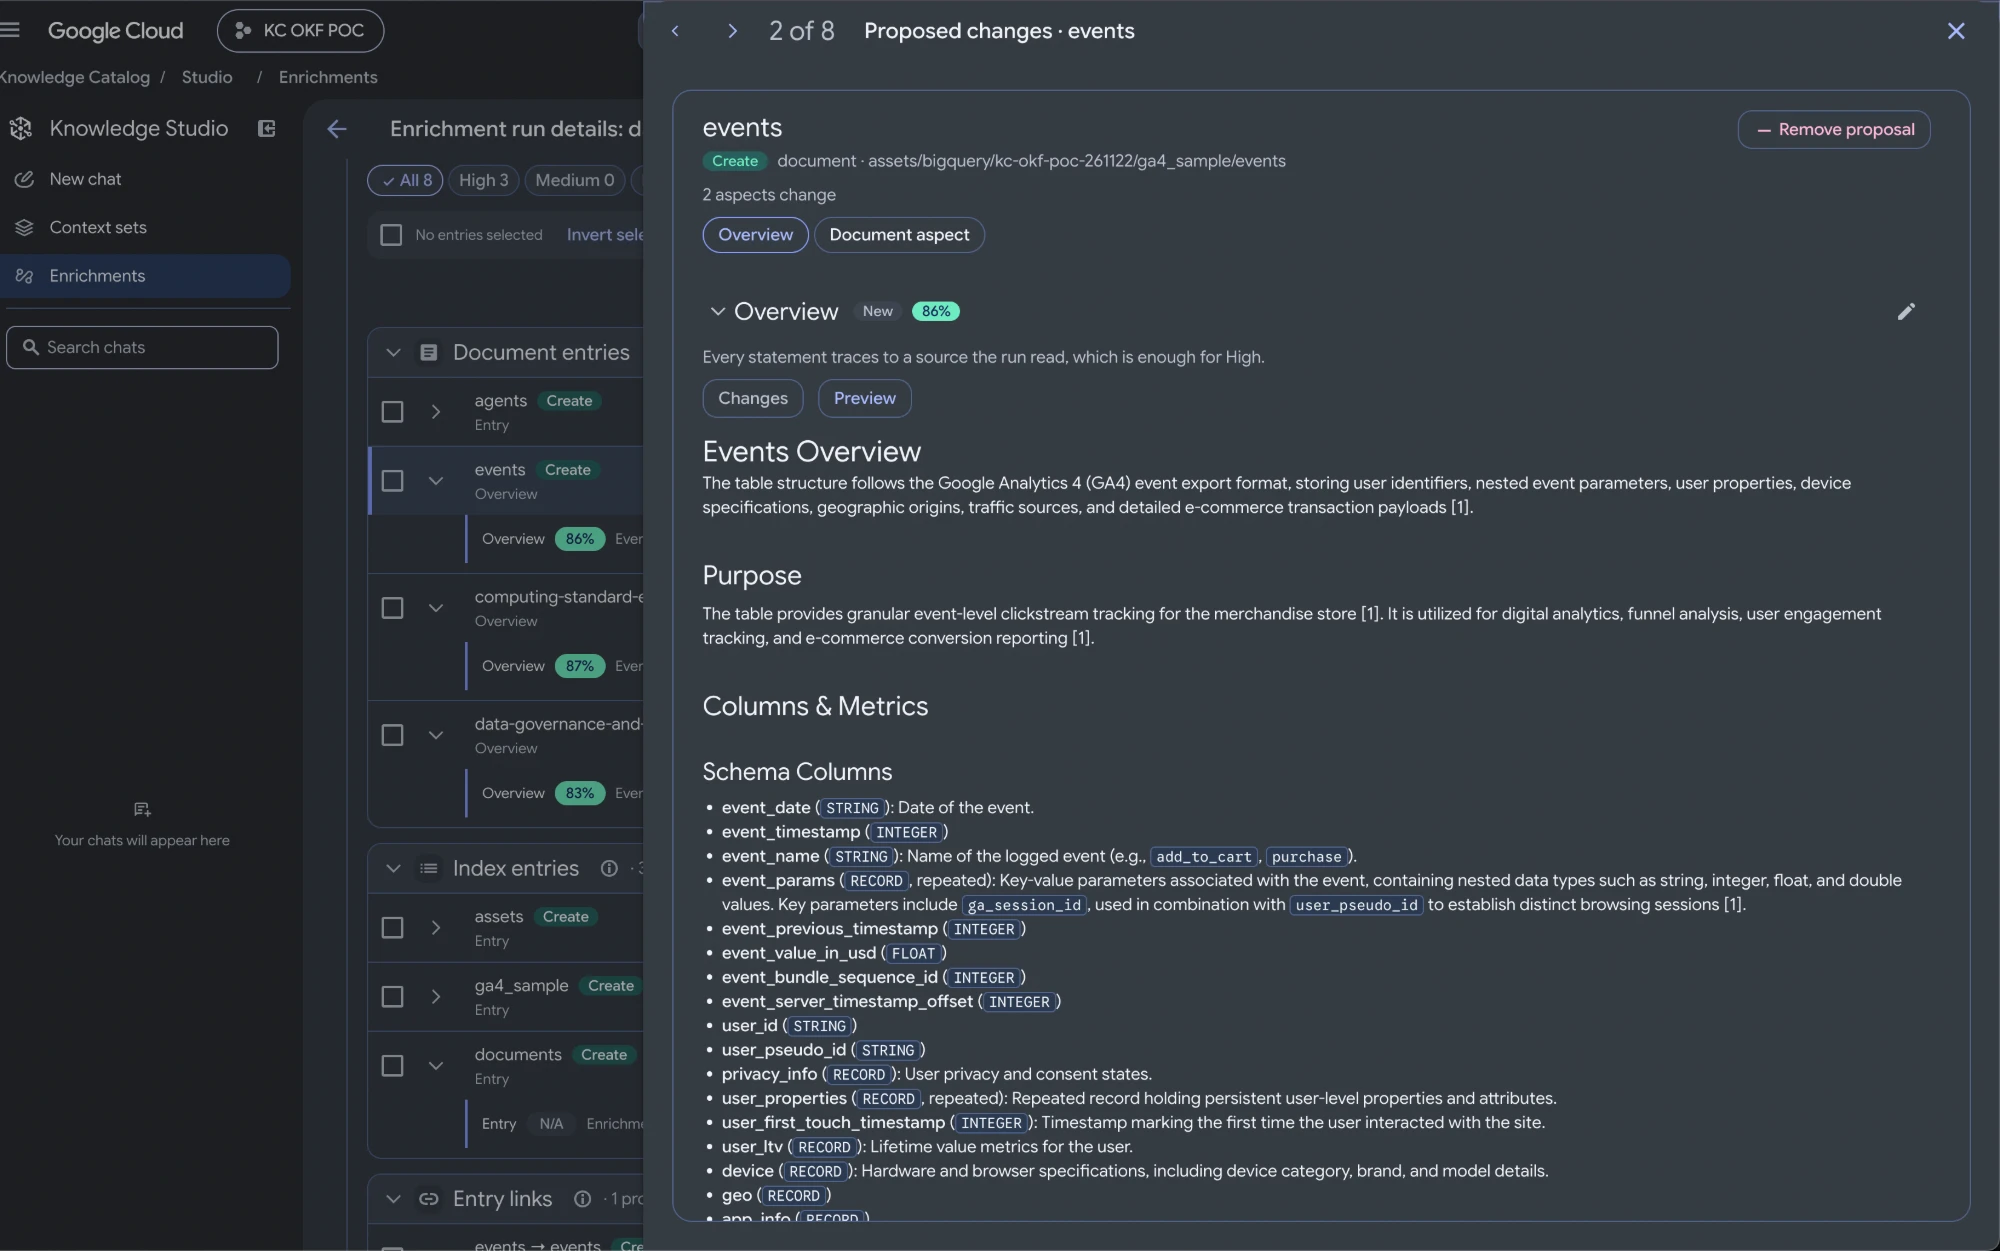 Google Cloud
KC OKF POC
Knowledge Catalog / Studio / Enrichments
Knowledge Studio
New chat
Context sets
Enrichments
Search chats
Your chats will appear here
Enrichment run details: d
All 8
High 3
Medium 0
No entries selected
Invert sele
Document entries
agents Create
Entry
events Create
Overview
Overview 86% Ever
computing-standard-e
Overview
Overview 87% Ever
data-governance-and-
Overview
Overview 83% Ever
Index entries
assets Create
Entry
ga4_sample Create
Entry
documents Create
Entry
Entry N/A Enrichme
Entry links · 1 pro
events → events Cre
2 of 8 Proposed changes · events
events
Remove proposal
Create document · assets/bigquery/kc-okf-poc-261122/ga4_sample/events
2 aspects change
Overview
Document aspect
Overview New 86%
Every statement traces to a source the run read, which is enough for High.
Changes
Preview
Events Overview
The table structure follows the Google Analytics 4 (GA4) event export format, storing user identifiers, nested event parameters, user properties, device
specifications, geographic origins, traffic sources, and detailed e-commerce transaction payloads [1].
Purpose
The table provides granular event-level clickstream tracking for the merchandise store [1]. It is utilized for digital analytics, funnel analysis, user engagement
tracking, and e-commerce conversion reporting [1].
Columns & Metrics
Schema Columns
• event_date (STRING): Date of the event.
• event_timestamp (INTEGER)
• event_name (STRING): Name of the logged event (e.g., add_to_cart, purchase).
• event_params (RECORD, repeated): Key-value parameters associated with the event, containing nested data types such as string, integer, float, and double
values. Key parameters include ga_session_id, used in combination with user_pseudo_id to establish distinct browsing sessions [1].
• event_previous_timestamp (INTEGER)
• event_value_in_usd (FLOAT)
• event_bundle_sequence_id (INTEGER)
• event_server_timestamp_offset (INTEGER)
• user_id (STRING)
• user_pseudo_id (STRING)
• privacy_info (RECORD): User privacy and consent states.
• user_properties (RECORD, repeated): Repeated record holding persistent user-level properties and attributes.
• user_first_touch_timestamp (INTEGER): Timestamp marking the first time the user interacted with the site.
• user_ltv (RECORD): Lifetime value metrics for the user.
• device (RECORD): Hardware and browser specifications, including device category, brand, and model details.
• geo (RECORD)
• app_info (RECORD)